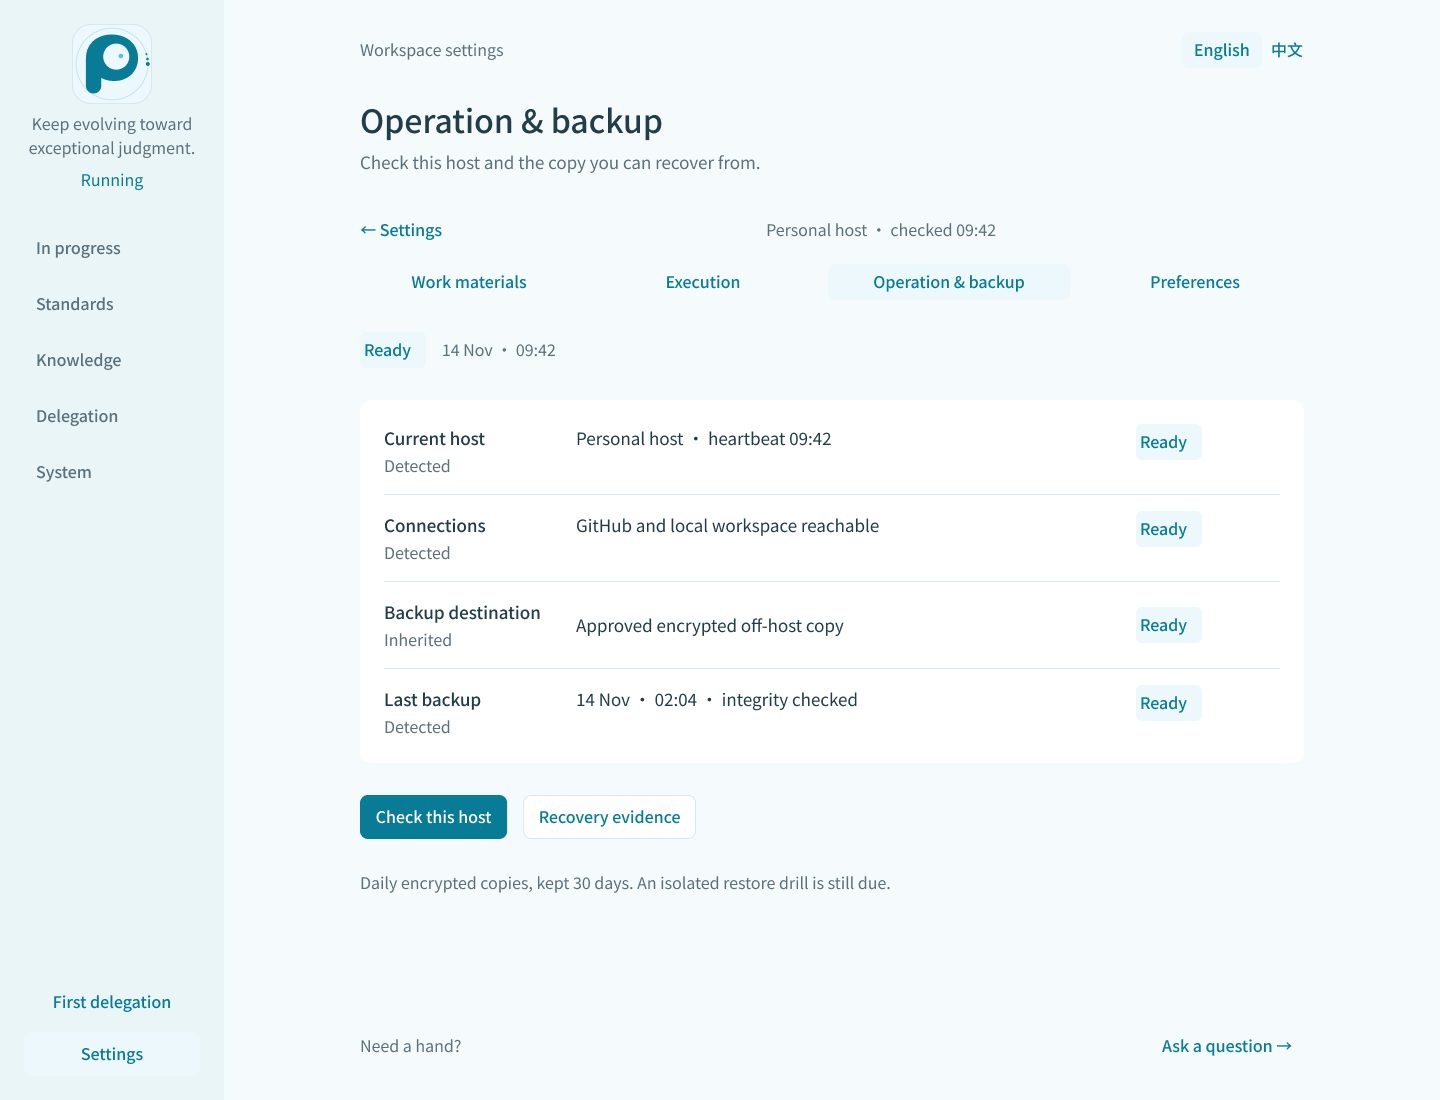 Keep evolving toward
exceptional judgment.
Running
In progress
Standards
Knowledge
Delegation
System
First delegation
Settings
Workspace settings
English 中文
Operation & backup
Check this host and the copy you can recover from.
← Settings
Personal host • checked 09:42
Work materials
Execution
Operation & backup
Preferences
Ready
14 Nov • 09:42
Current host
Detected
Personal host • heartbeat 09:42
Ready
Connections
Detected
GitHub and local workspace reachable
Ready
Backup destination
Inherited
Approved encrypted off-host copy
Ready
Last backup
Detected
14 Nov • 02:04 • integrity checked
Ready
Check this host
Recovery evidence
Daily encrypted copies, kept 30 days. An isolated restore drill is still due.
Need a hand?
Ask a question →